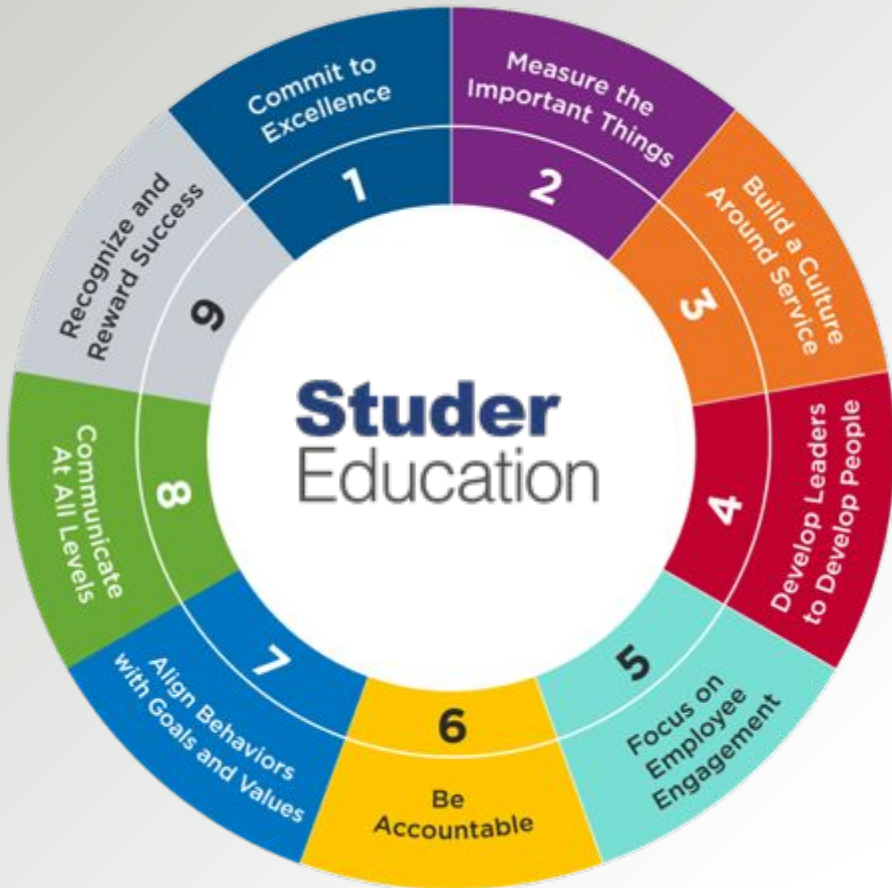 Commit to
Excellence
1
Measure the
Important Things
2
Build a Culture
Around Service
3
Develop Leaders
to Develop People
4
Focus on
Employee
Engagement
5
Be
Accountable
6
Align Behaviors
with Goals and Values
7
Communicate
At All Levels
8
Recognize and
Reward Success
9
Studer
Education